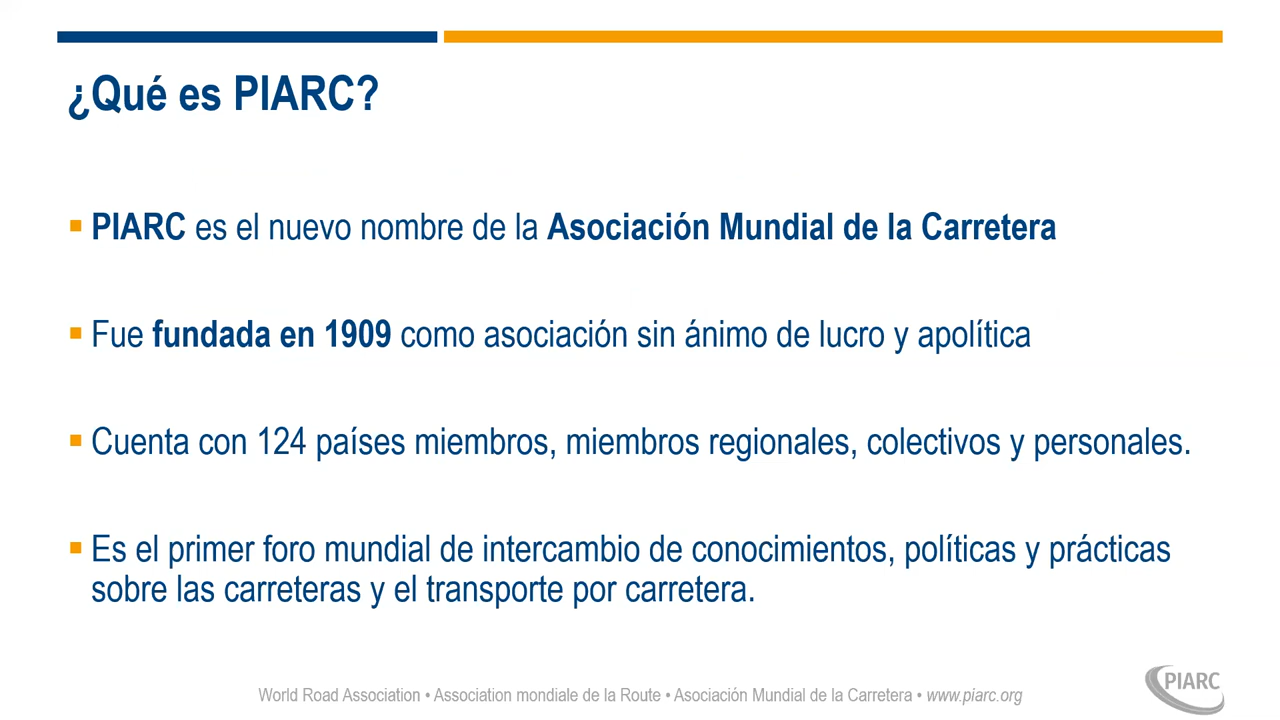 ¿Qué es PIARC?
▪ PIARC es el nuevo nombre de la Asociación Mundial de la Carretera
▪ Fue fundada en 1909 como asociación sin ánimo de lucro y apolítica
▪ Cuenta con 124 países miembros, miembros regionales, colectivos y personales.
▪ Es el primer foro mundial de intercambio de conocimientos, políticas y prácticas
sobre las carreteras y el transporte por carretera.
World Road Association • Association mondiale de la Route • Asociación Mundial de la Carretera • www.piarc.org
PIARC